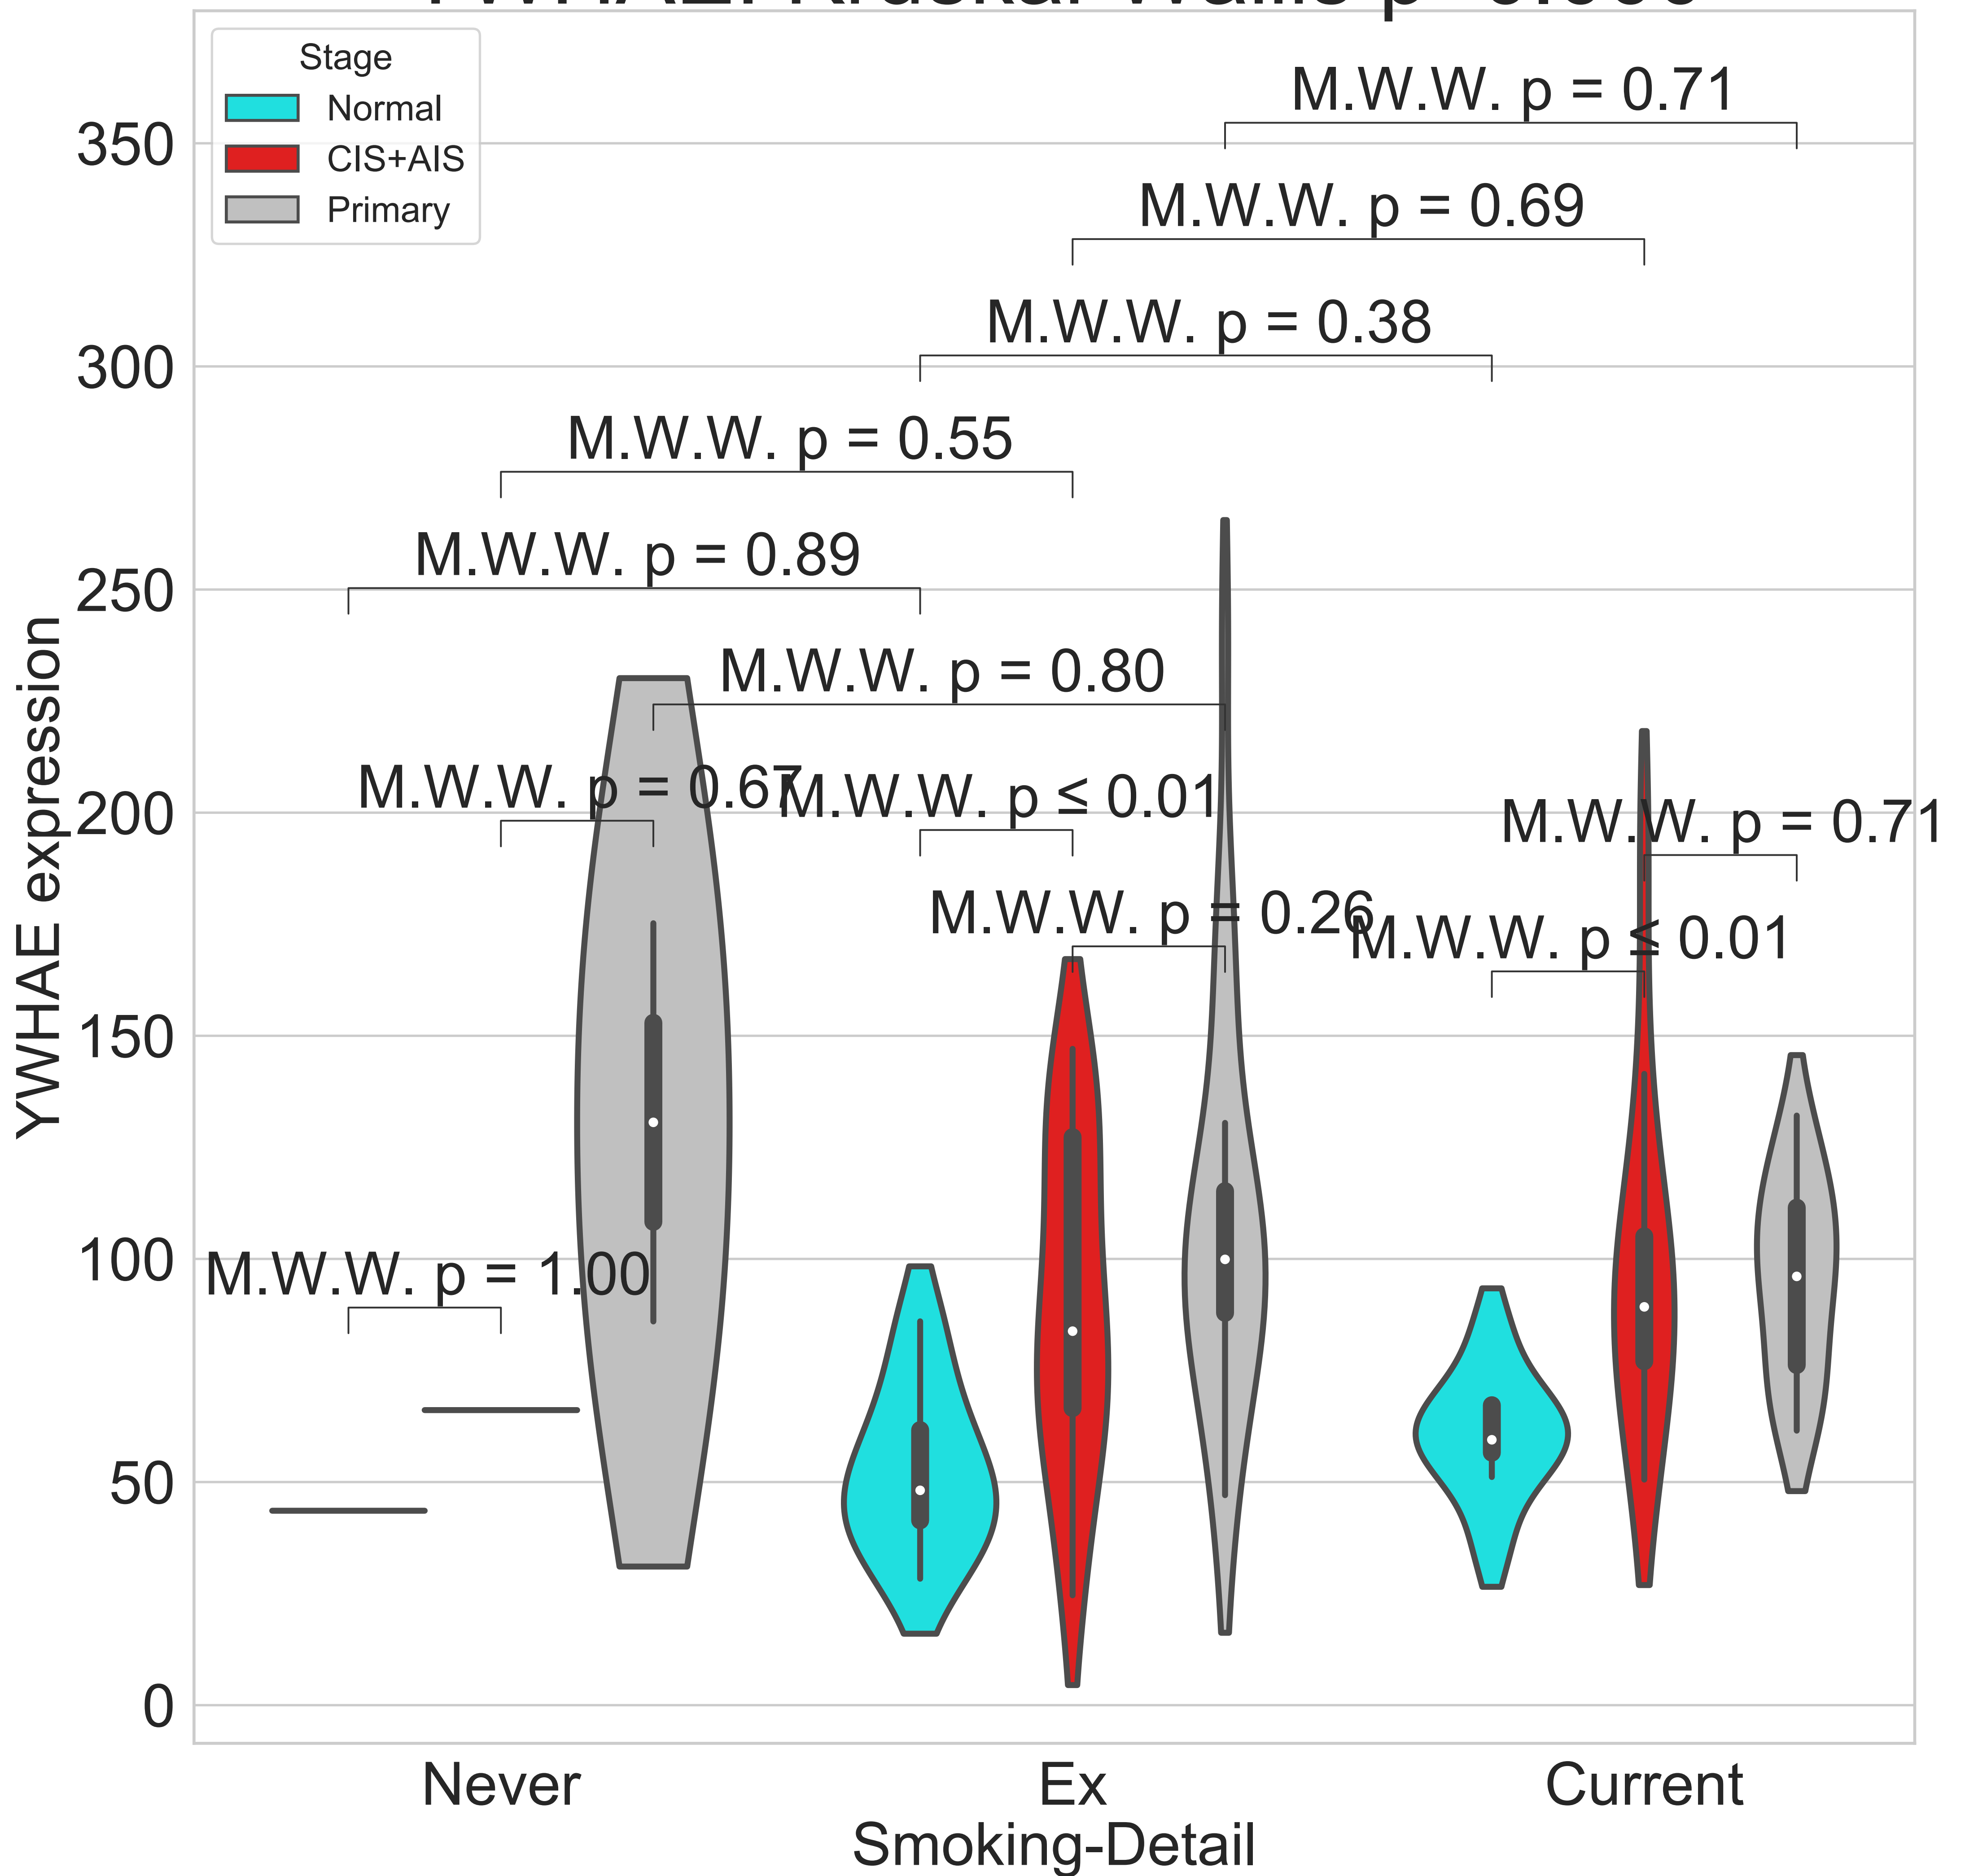 Stage
Normal
CIS+AIS
Primary
M.W.W. p = 0.71
M.W.W. p = 0.69
M.W.W. p = 0.38
M.W.W. p = 0.55
M.W.W. p = 0.89
M.W.W. p = 0.80
M.W.W. p = 0.67
M.W.W. p ≤ 0.01
M.W.W. p = 0.71
M.W.W. p = 0.26
M.W.W. p ≤ 0.01
M.W.W. p = 1.00
350
300
250
200
150
100
50
0
YWHAE expression
Never
Ex
Current
Smoking-Detail